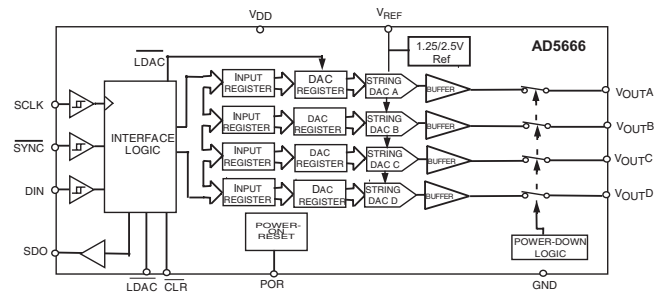 VDD
VREF
LDAC
1.25/2.5V
Ref
AD5666
INPUT
REGISTER
DAC
REGISTER
STRING
DAC A
BUFFER
VOUTA
SCLK
INTERFACE
LOGIC
INPUT
REGISTER
DAC
REGISTER
STRING
DAC B
BUFFER
VOUTB
SYNC
INPUT
REGISTER
DAC
REGISTER
STRING
DAC C
BUFFER
VOUTC
DIN
INPUT
REGISTER
DAC
REGISTER
STRING
DAC D
BUFFER
VOUTD
SDO
POWER-
ON
RESET
POWER-DOWN
LOGIC
LDAC
CLR
POR
GND